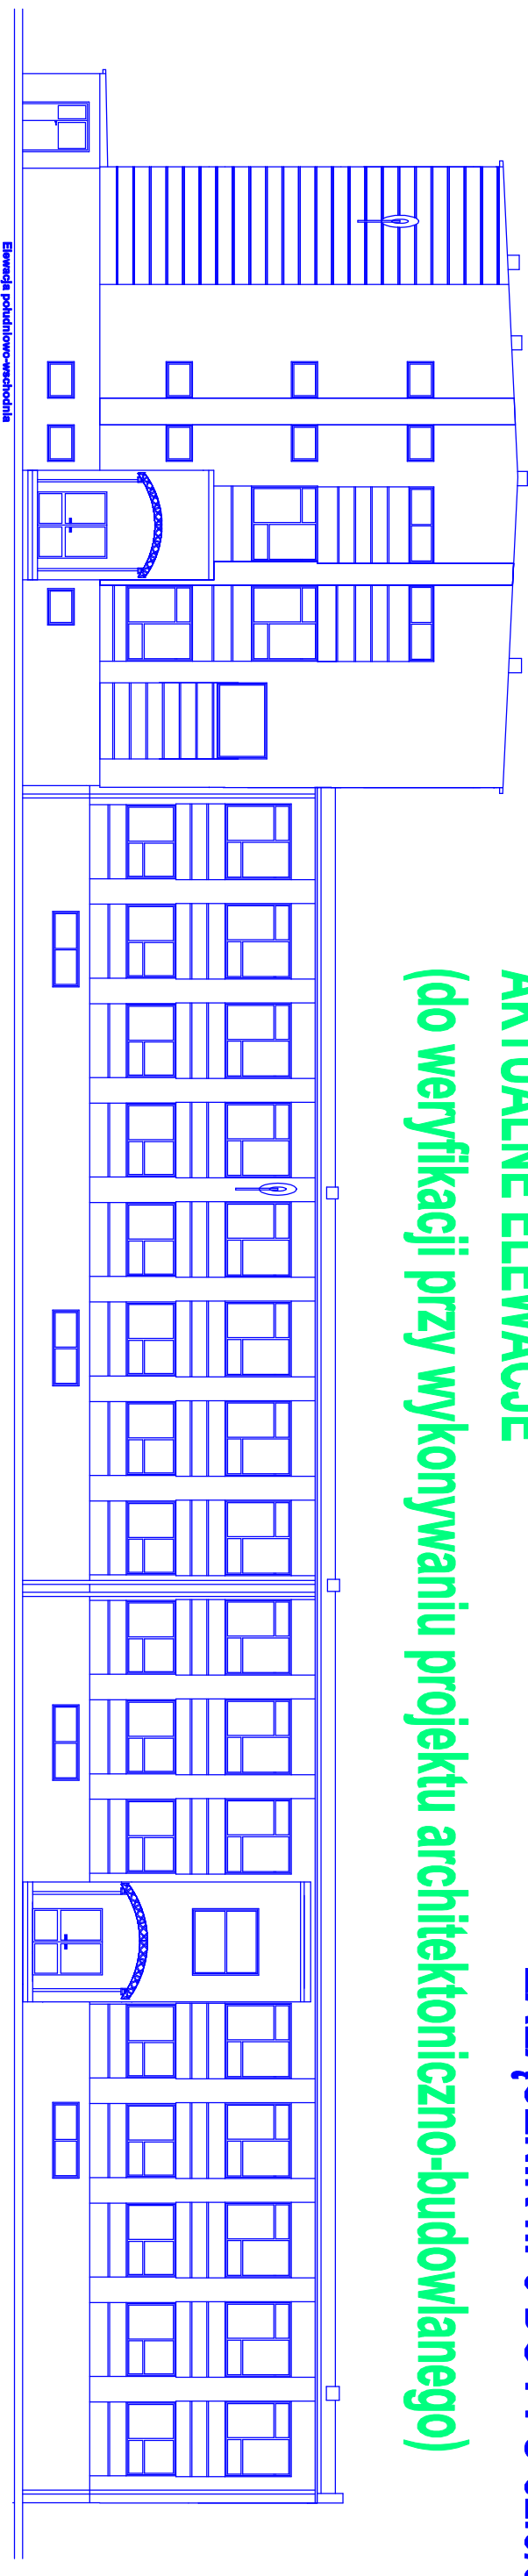 AKTUALNE ELEWACJE
(do weryfikacji przy wykonywaniu projektu architektoniczno-budowlanego)
Elewacja południowo-wschodnia